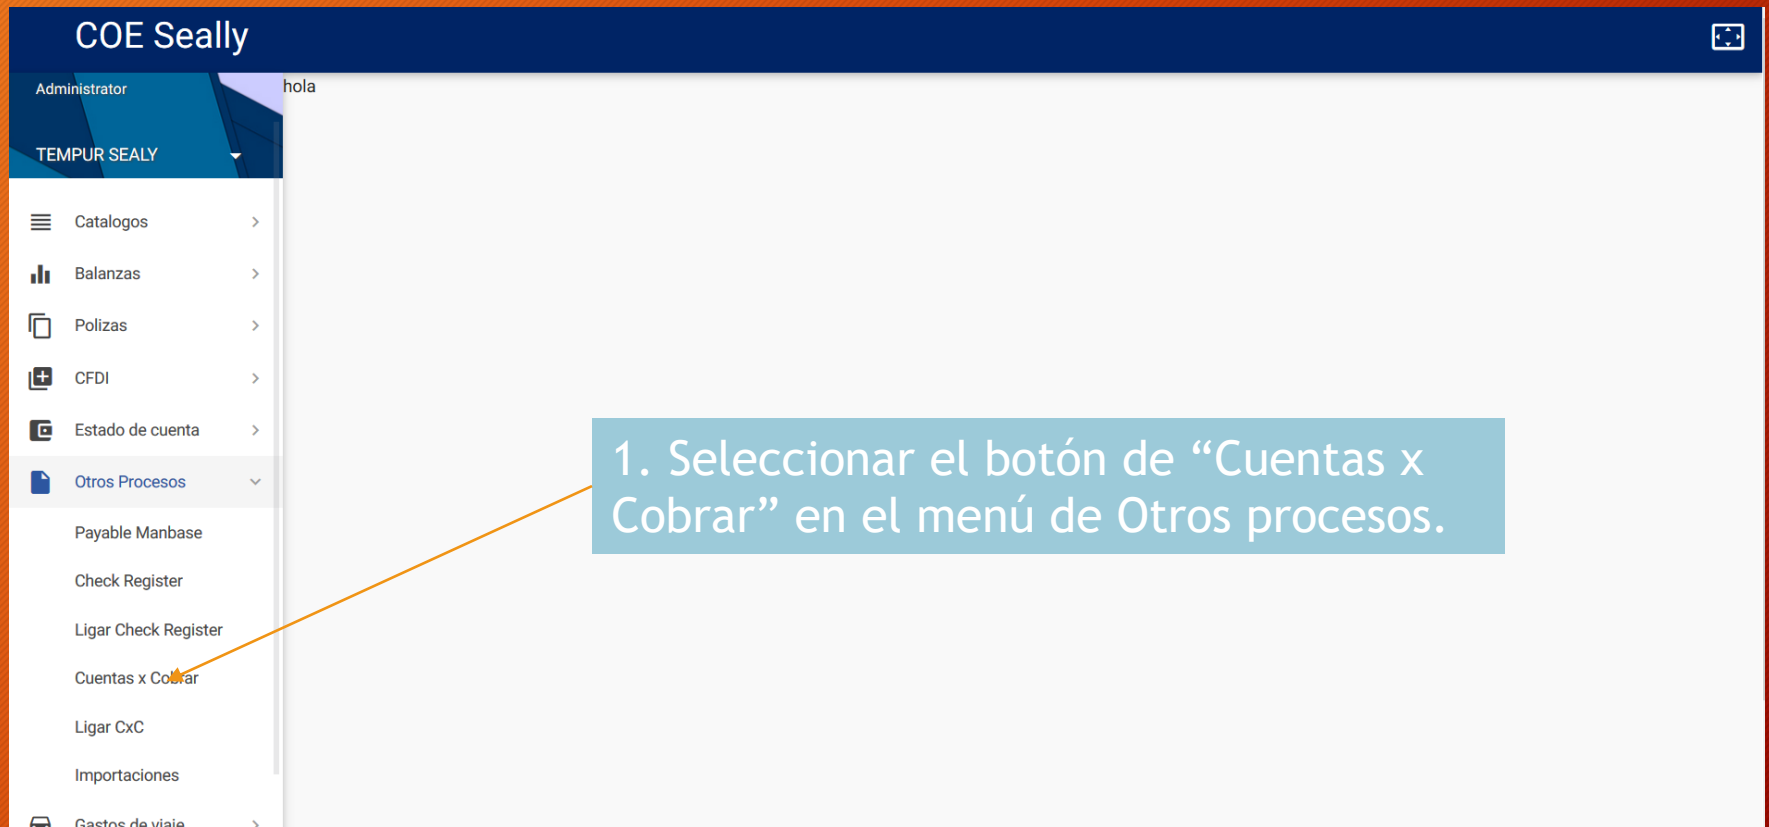 COE Seally
Administrator
hola
TEMPUR SEALY
Catalogos
Balanzas
Polizas
CFDI
Estado de cuenta
Otros Procesos
Payable Manbase
Check Register
Ligar Check Register
Cuentas x Cobrar
Ligar CxC
Importaciones
Gastos de viaje
1. Seleccionar el botón de “Cuentas x
Cobrar” en el menú de Otros procesos.